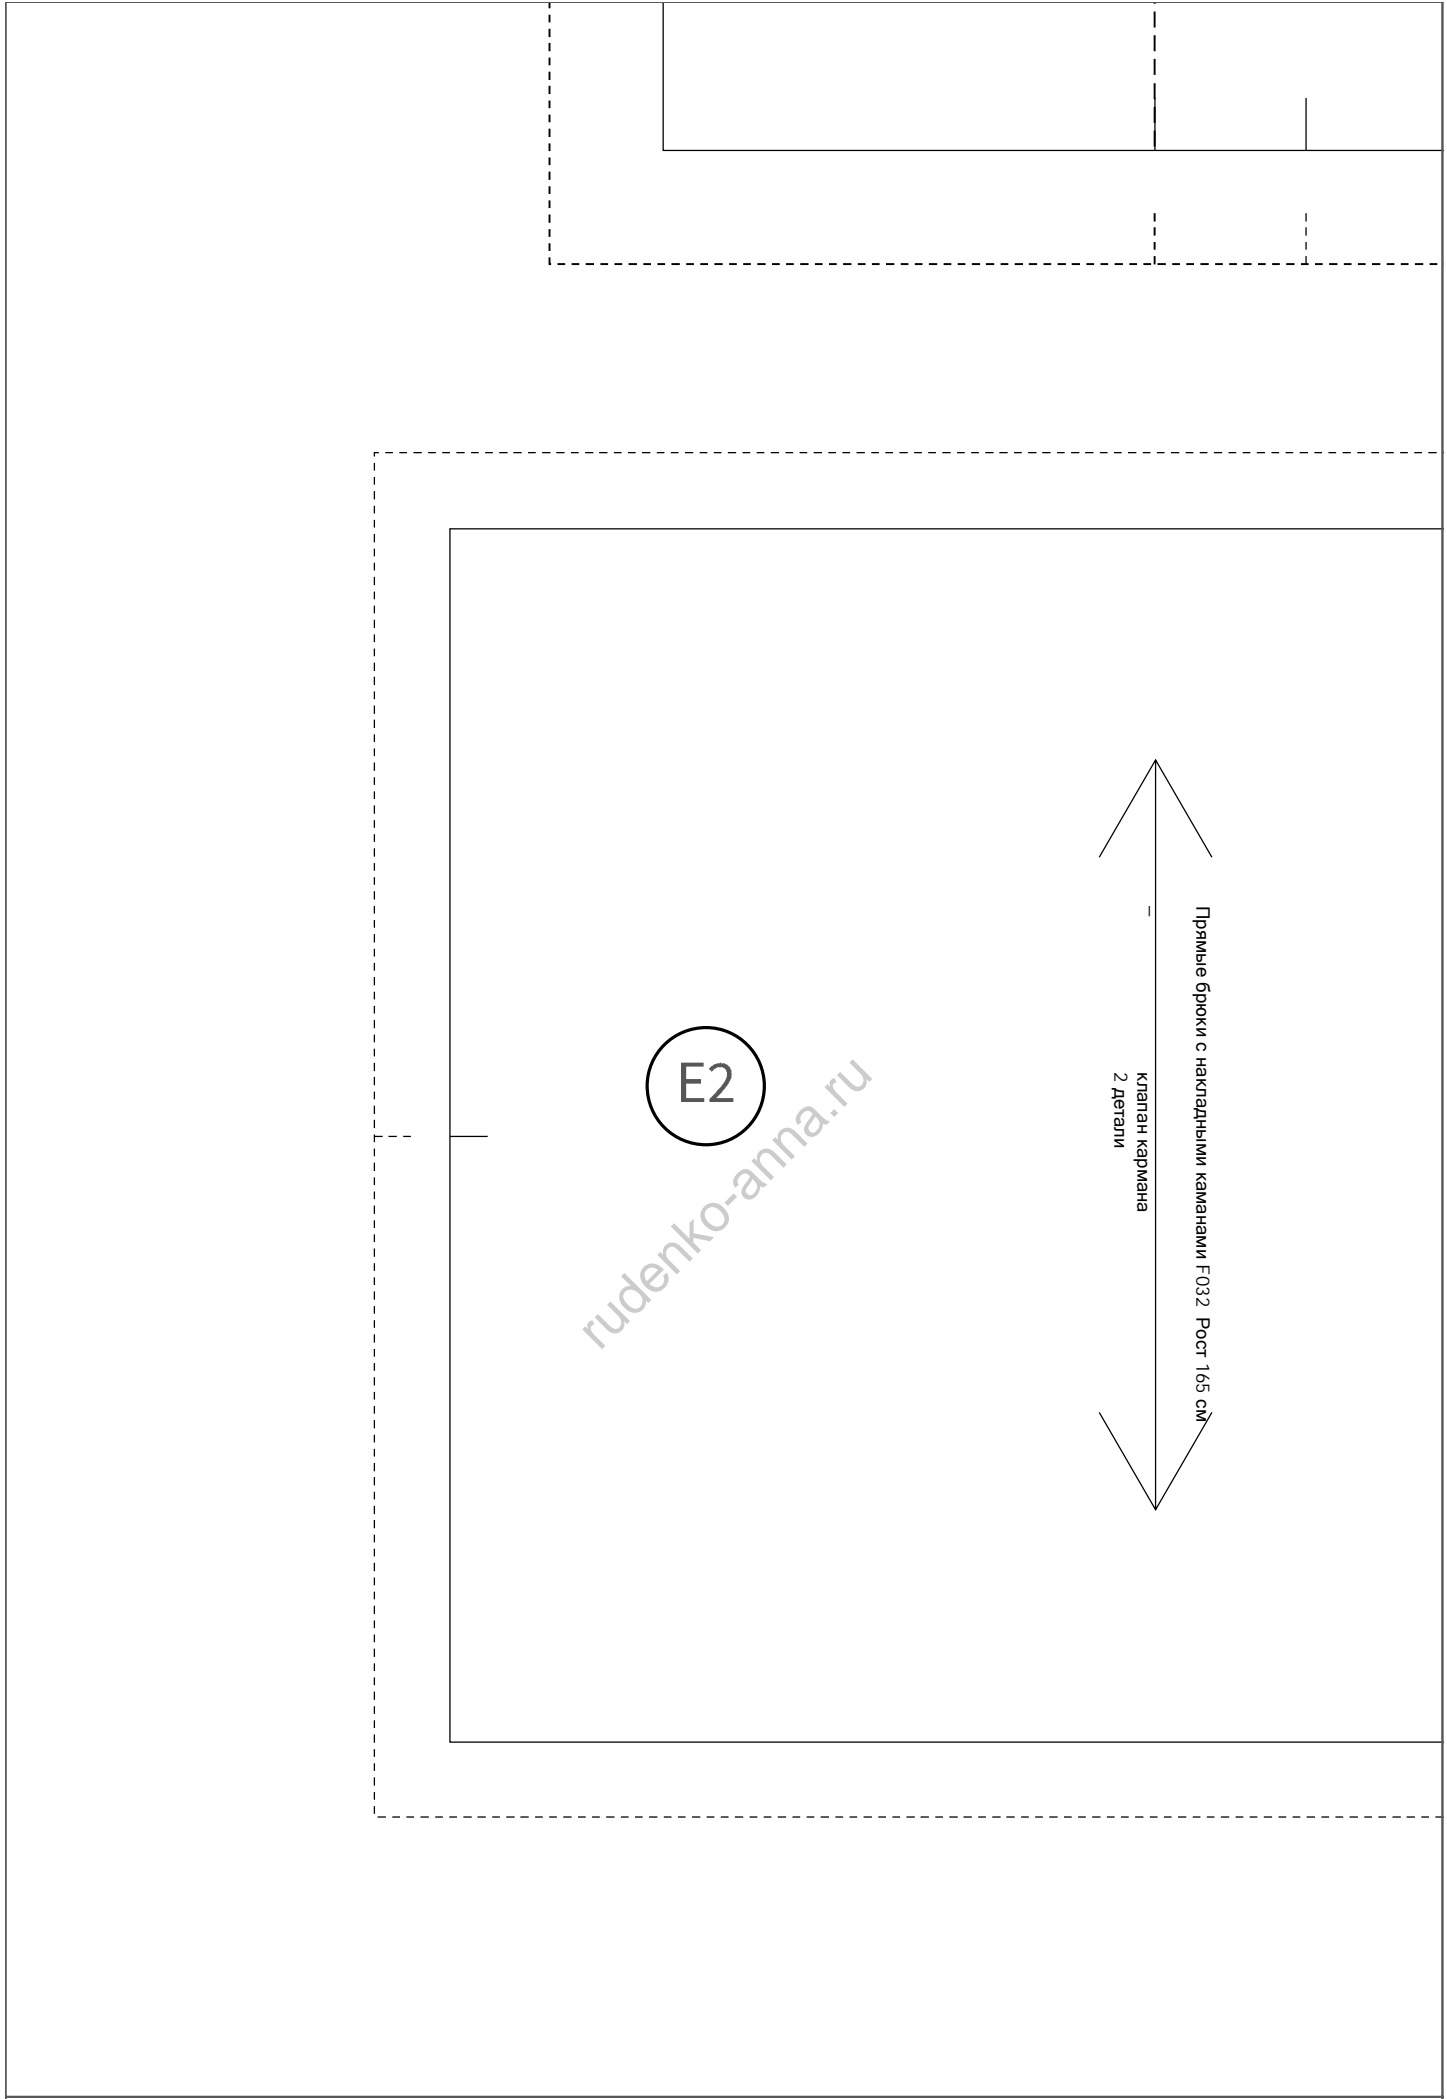 Прямые брюки с накладными каманами F032 Рост 165 см
–
клапан кармана
2 детали
E2
rudenko-anna.ru